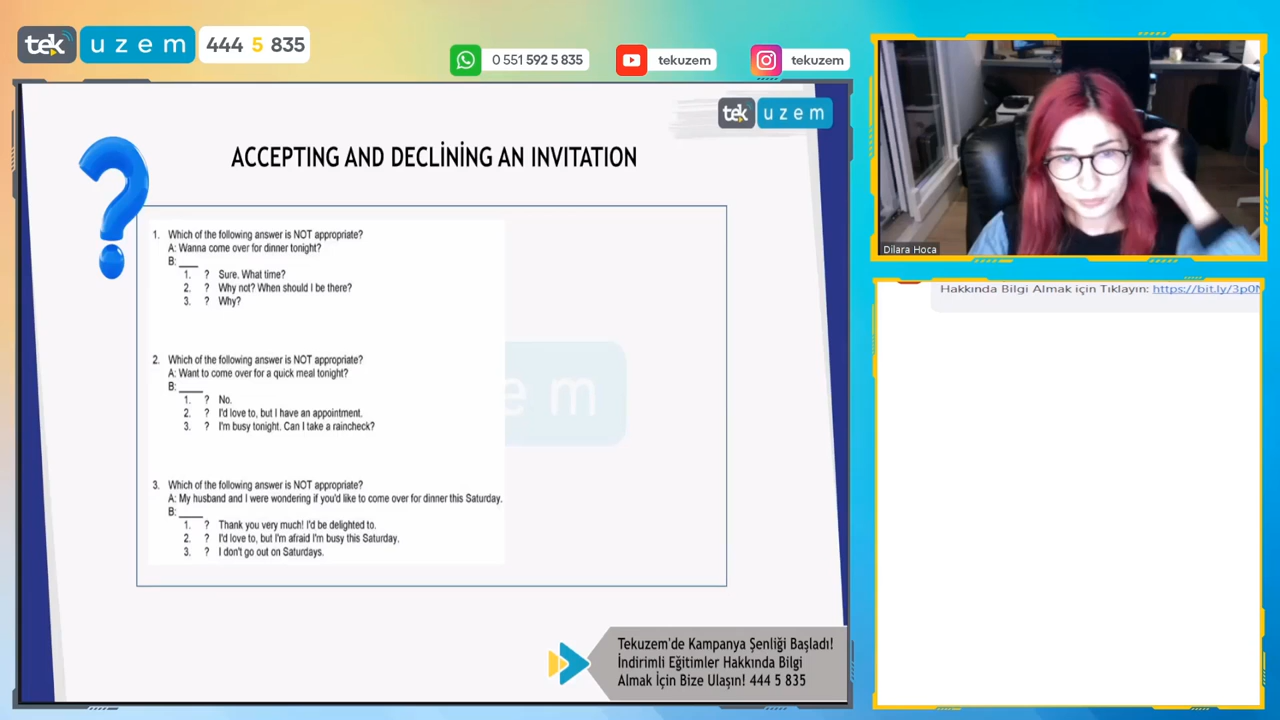 tek uzem 444 5 835
0 551 592 5 835
tekuzem
tekuzem
tek uzem
ACCEPTING AND DECLİNİNG AN INVITATION
1. Which of the following answer is NOT appropriate?
A: Wanna come over for dinner tonight?
B: ____
1. ? Sure. What time?
2. ? Why not? When should I be there?
3. ? Why?
2. Which of the following answer is NOT appropriate?
A: Want to come over for a quick meal tonight?
B: ____
1. ? No.
2. ? I'd love to, but I have an appointment.
3. ? I'm busy tonight. Can I take a raincheck?
e m
3. Which of the following answer is NOT appropriate?
A: My husband and I were wondering if you'd like to come over for dinner this Saturday.
B: ____
1. ? Thank you very much! I'd be delighted to.
2. ? I'd love to, but I'm afraid I'm busy this Saturday.
3. ? I don't go out on Saturdays.
Tekuzem'de Kampanya Şenliği Başladı!
İndirimli Eğitimler Hakkında Bilgi
Almak İçin Bize Ulaşın! 444 5 835
Dilara Hoca
Hakkında Bilgi Almak için Tıklayın: https://bit.ly/3p0